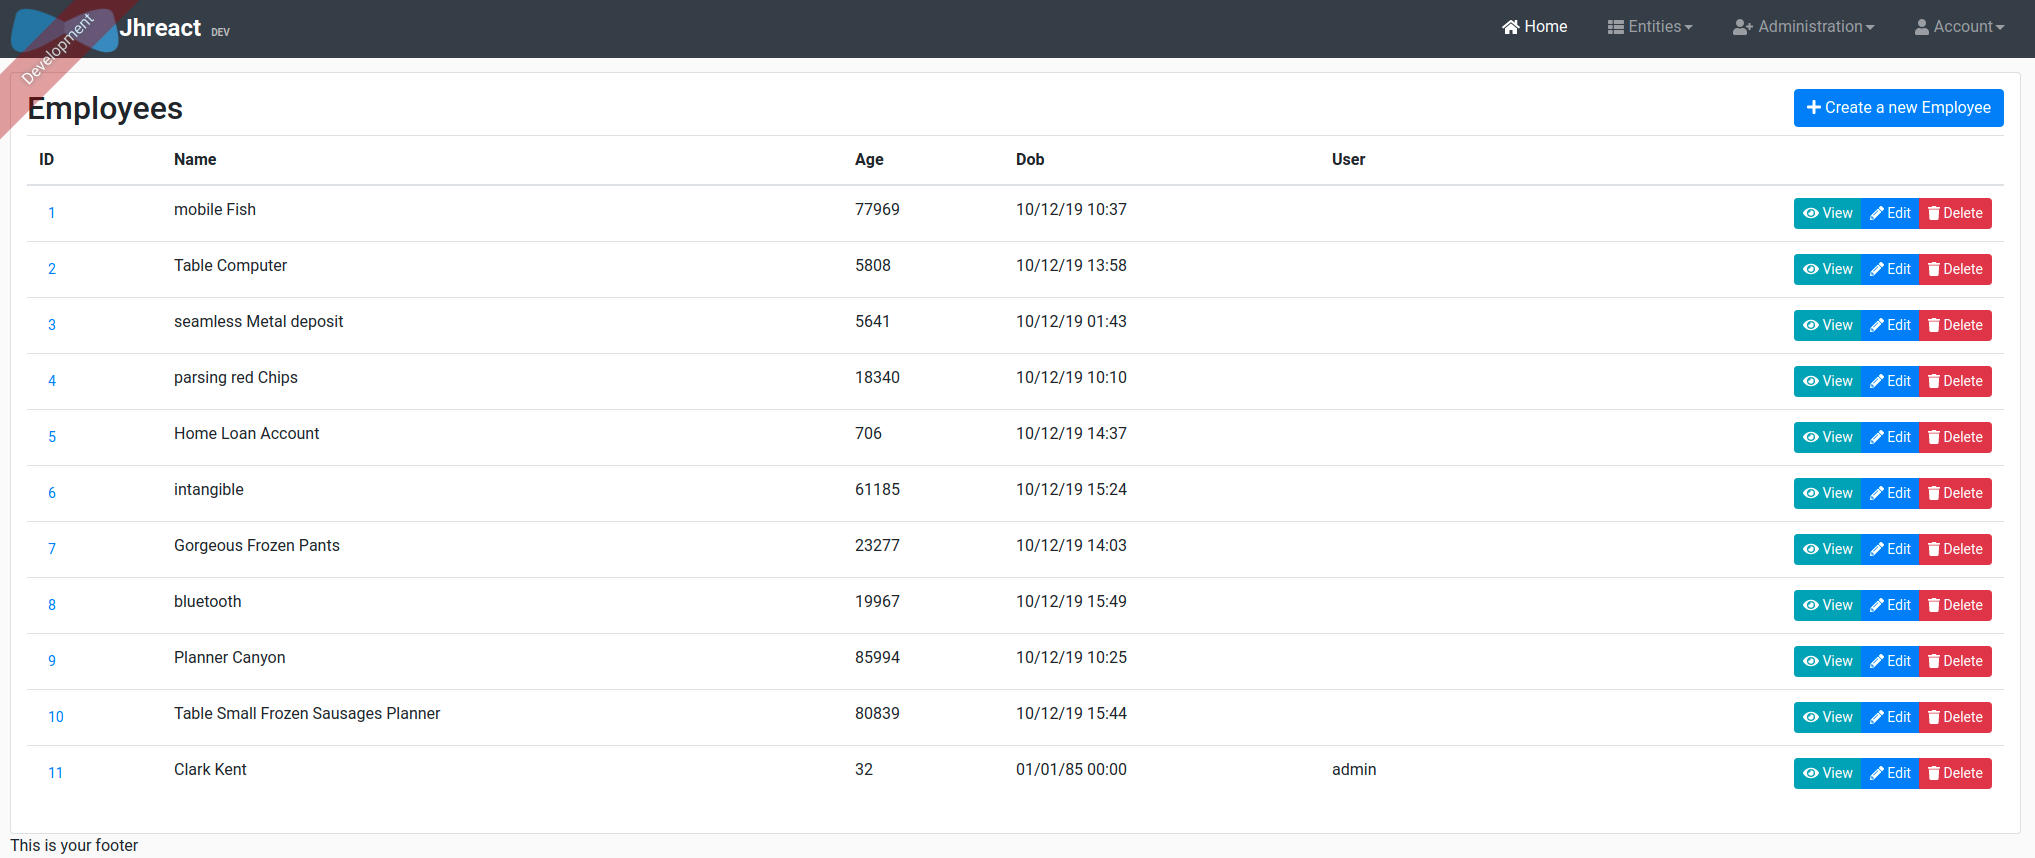 Development
Jhreact DEV Home Entities Administration Account
Employees Create a new Employee
ID Name Age Dob User
1 mobile Fish 77969 10/12/19 10:37 View Edit Delete
2 Table Computer 5808 10/12/19 13:58 View Edit Delete
3 seamless Metal deposit 5641 10/12/19 01:43 View Edit Delete
4 parsing red Chips 18340 10/12/19 10:10 View Edit Delete
5 Home Loan Account 706 10/12/19 14:37 View Edit Delete
6 intangible 61185 10/12/19 15:24 View Edit Delete
7 Gorgeous Frozen Pants 23277 10/12/19 14:03 View Edit Delete
8 bluetooth 19967 10/12/19 15:49 View Edit Delete
9 Planner Canyon 85994 10/12/19 10:25 View Edit Delete
10 Table Small Frozen Sausages Planner 80839 10/12/19 15:44 View Edit Delete
11 Clark Kent 32 01/01/85 00:00 admin View Edit Delete
This is your footer